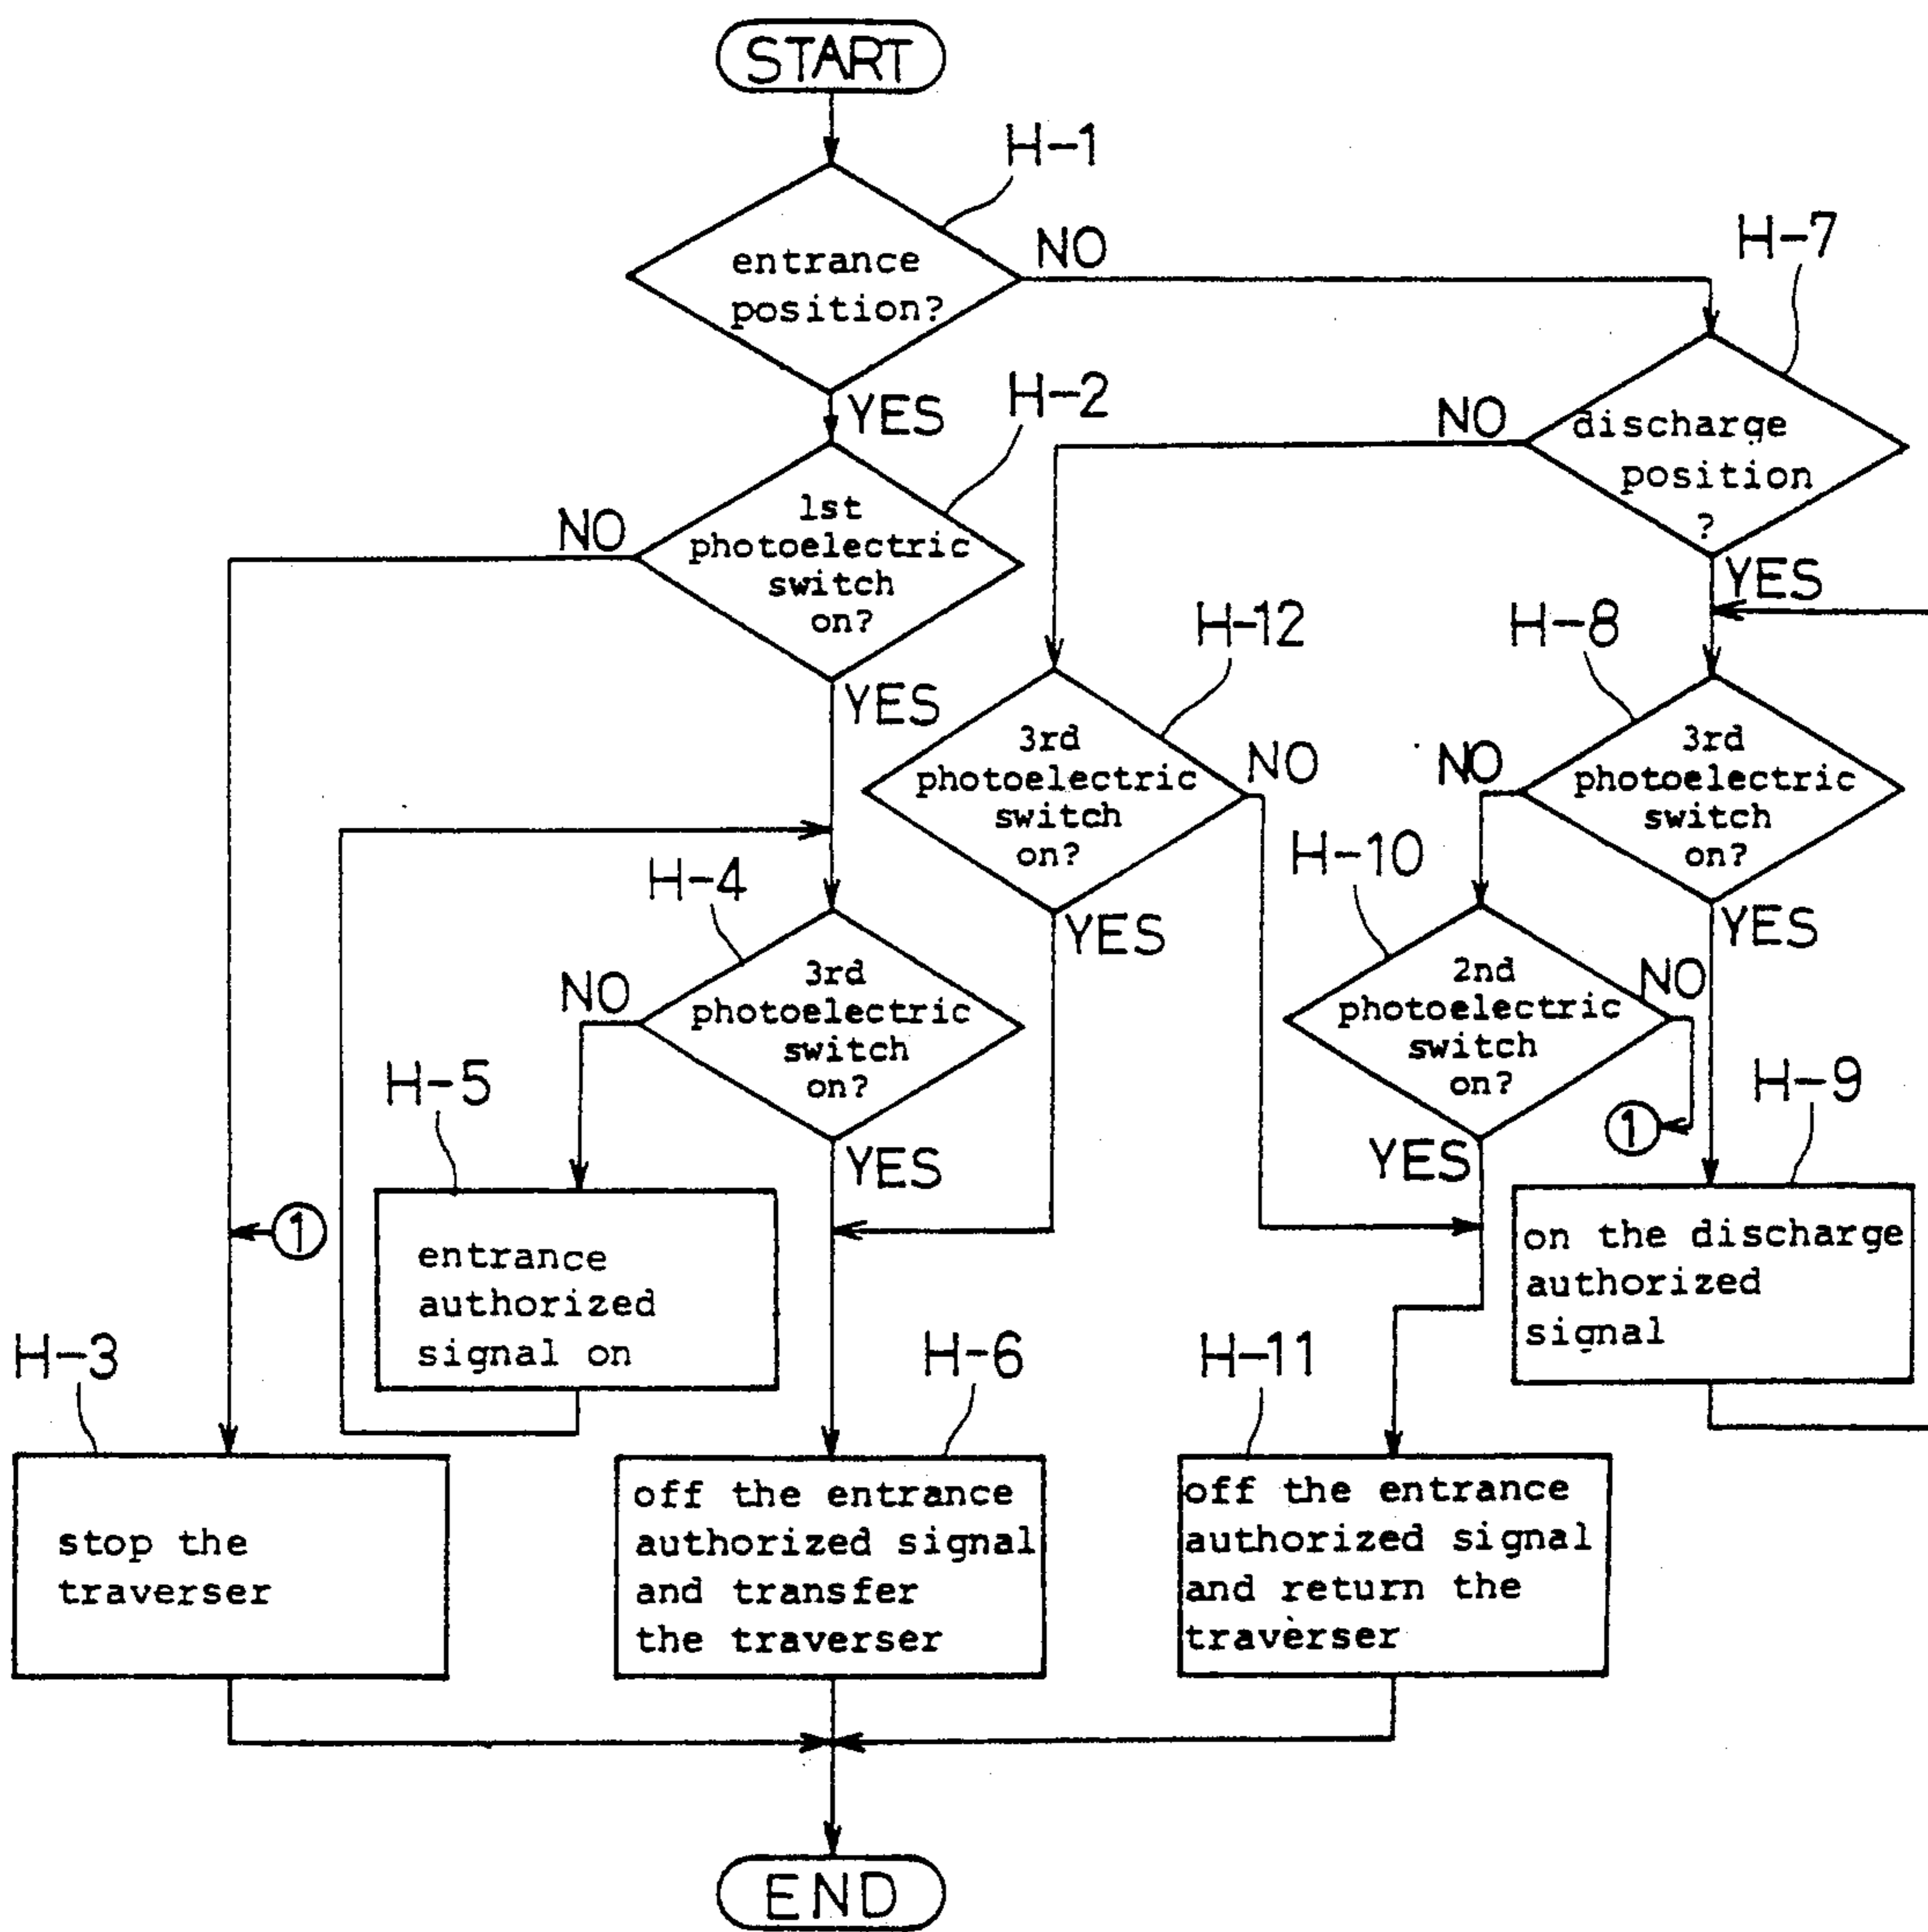 START
H-1
entrance
position?
NO
YES
H-7
discharge
position
?
NO
YES
H-2
1st
photoelectric
switch
on?
NO
YES
H-12
3rd
photoelectric
switch
on?
NO
YES
H-8
3rd
photoelectric
switch
on?
NO
YES
H-4
3rd
photoelectric
switch
on?
NO
YES
H-10
2nd
photoelectric
switch
on?
NO
YES
1
H-5
entrance
authorized
signal on
1
H-9
on the discharge
authorized
signal
H-3
stop the
traverser
H-6
off the entrance
authorized signal
and transfer
the traverser
H-11
off the entrance
authorized signal
and return the
traverser
END